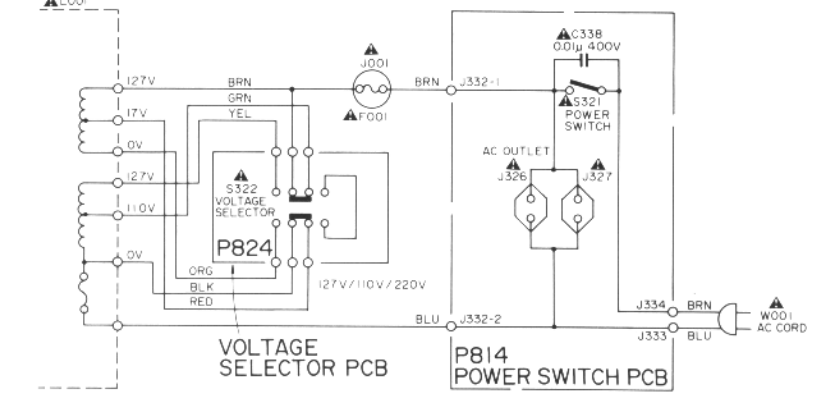 127V
17V
0V
127V
110V
0V
BRN
GRN
YEL
J001
F001
BRN
J332-1
C338
0.01μ 400V
S321
POWER
SWITCH
AC OUTLET
J326
J327
S322
VOLTAGE
SELECTOR
P824
ORG
BLK
RED
127V/110V/220V
BLU
J332-2
J334
BRN
J333
BLU
W001
AC CORD
VOLTAGE
SELECTOR PCB
P814
POWER SWITCH PCB